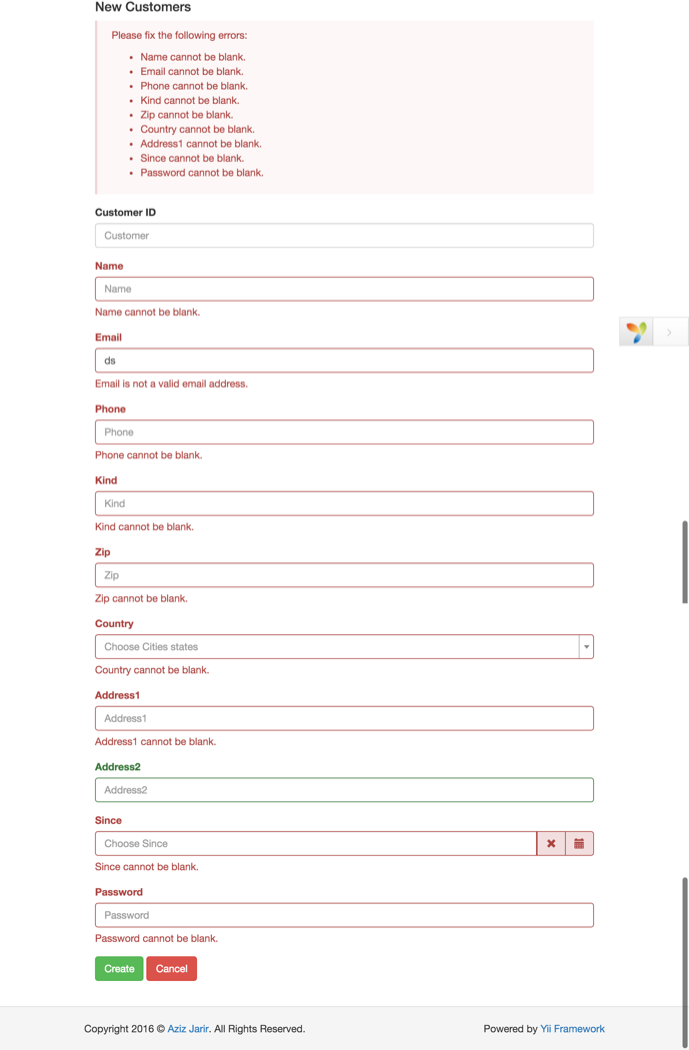 New Customers
Please fix the following errors:
Name cannot be blank.
Email cannot be blank.
Phone cannot be blank.
Kind cannot be blank.
Zip cannot be blank.
Country cannot be blank.
Address1 cannot be blank.
Since cannot be blank.
Password cannot be blank.
Customer ID
Customer
Name
Name
Name cannot be blank.
Email
ds
Email is not a valid email address.
Phone
Phone
Phone cannot be blank.
Kind
Kind
Kind cannot be blank.
Zip
Zip
Zip cannot be blank.
Country
Choose Cities states
Country cannot be blank.
Address1
Address1
Address1 cannot be blank.
Address2
Address2
Since
Choose Since
Since cannot be blank.
Password
Password
Password cannot be blank.
Create Cancel
Copyright 2016 © Aziz Jarir. All Rights Reserved. Powered by Yii Framework